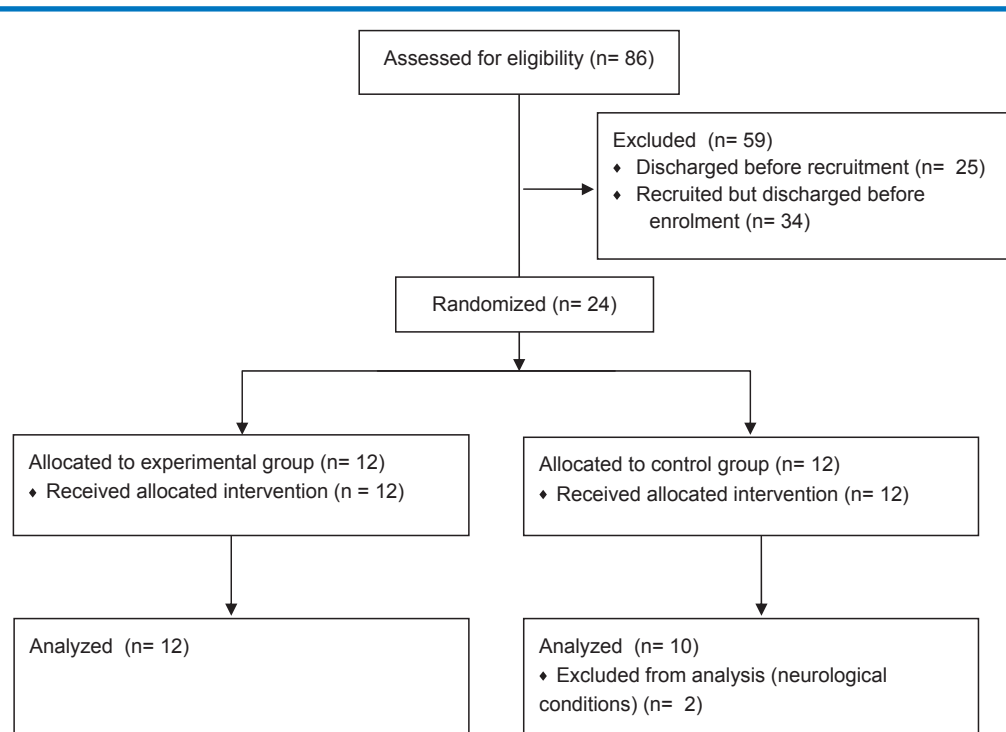 Assessed for eligibility (n= 86)
Excluded (n= 59)
♦ Discharged before recruitment (n= 25)
♦ Recruited but discharged before
enrolment (n= 34)
Randomized (n= 24)
Allocated to experimental group (n= 12)
♦ Received allocated intervention (n = 12)
Allocated to control group (n= 12)
♦ Received allocated intervention (n= 12)
Analyzed (n= 12)
Analyzed (n= 10)
♦ Excluded from analysis (neurological
conditions) (n= 2)